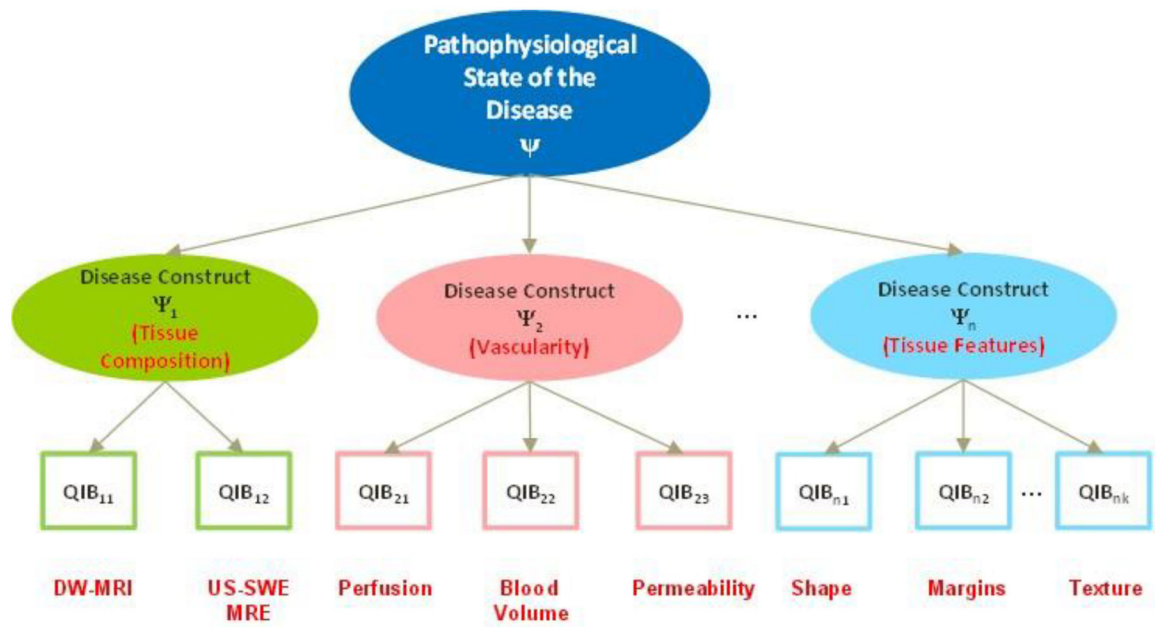 Pathophysiological
State of the
Disease
Ψ
Disease Construct
Ψ₁
(Tissue
Composition)
Disease Construct
Ψ₂
(Vascularity)
...
Disease Construct
Ψₙ
(Tissue Features)
QIB₁₁
QIB₁₂
QIB₂₁
QIB₂₂
QIB₂₃
QIBₙ₁
QIBₙ₂
...
QIBₙₖ
DW-MRI
US-SWE
MRE
Perfusion
Blood
Volume
Permeability
Shape
Margins
Texture